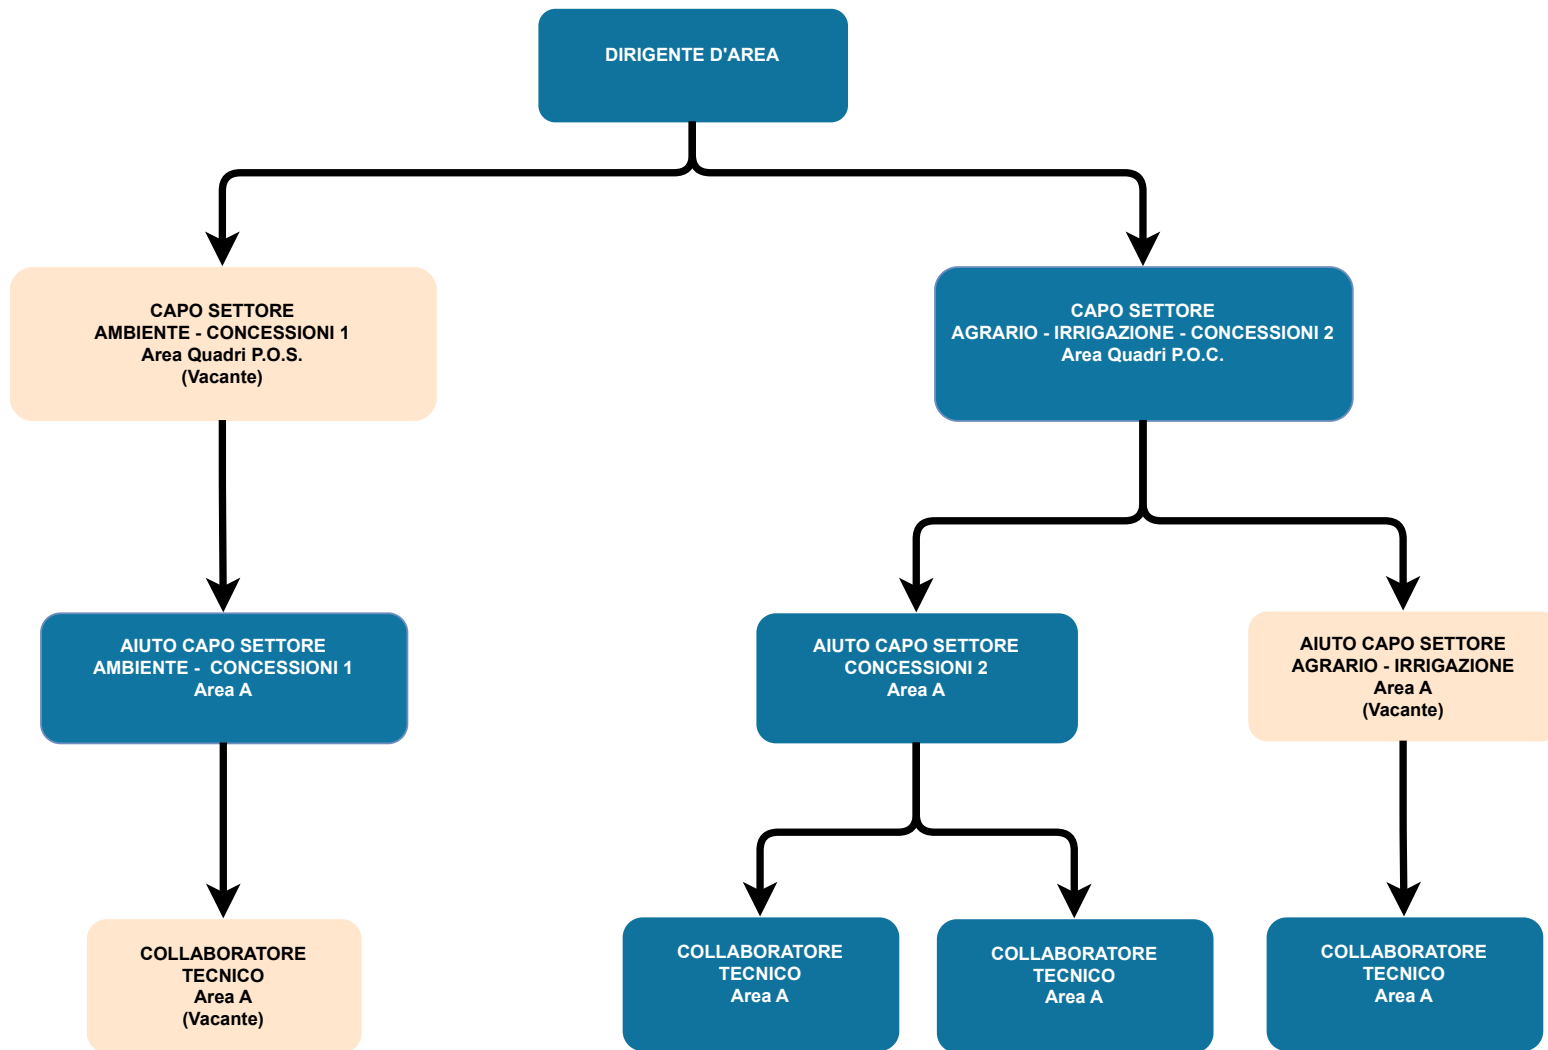 DIRIGENTE D'AREA
CAPO SETTORE
AMBIENTE - CONCESSIONI 1
Area Quadri P.O.S.
(Vacante)
CAPO SETTORE
AGRARIO - IRRIGAZIONE - CONCESSIONI 2
Area Quadri P.O.C.
AIUTO CAPO SETTORE
AMBIENTE - CONCESSIONI 1
Area A
AIUTO CAPO SETTORE
CONCESSIONI 2
Area A
AIUTO CAPO SETTORE
AGRARIO - IRRIGAZIONE
Area A
(Vacante)
COLLABORATORE
TECNICO
Area A
(Vacante)
COLLABORATORE
TECNICO
Area A
COLLABORATORE
TECNICO
Area A
COLLABORATORE
TECNICO
Area A